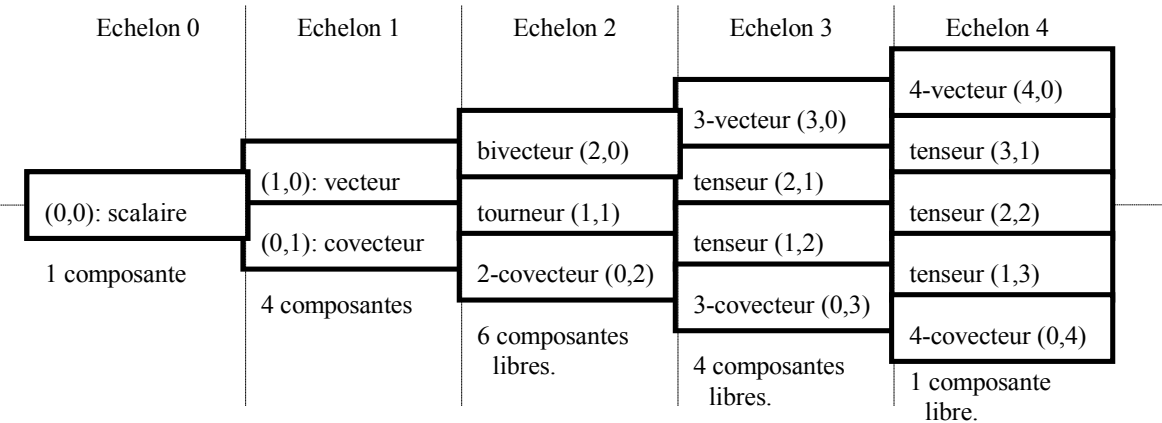 Echelon 0
Echelon 1
Echelon 2
Echelon 3
Echelon 4
(0,0): scalaire
1 composante
(1,0): vecteur
(0,1): covecteur
4 composantes
bivecteur (2,0)
tourneur (1,1)
2-covecteur (0,2)
6 composantes
libres.
3-vecteur (3,0)
tenseur (2,1)
tenseur (1,2)
3-covecteur (0,3)
4 composantes
libres.
4-vecteur (4,0)
tenseur (3,1)
tenseur (2,2)
tenseur (1,3)
4-covecteur (0,4)
1 composante
libre.